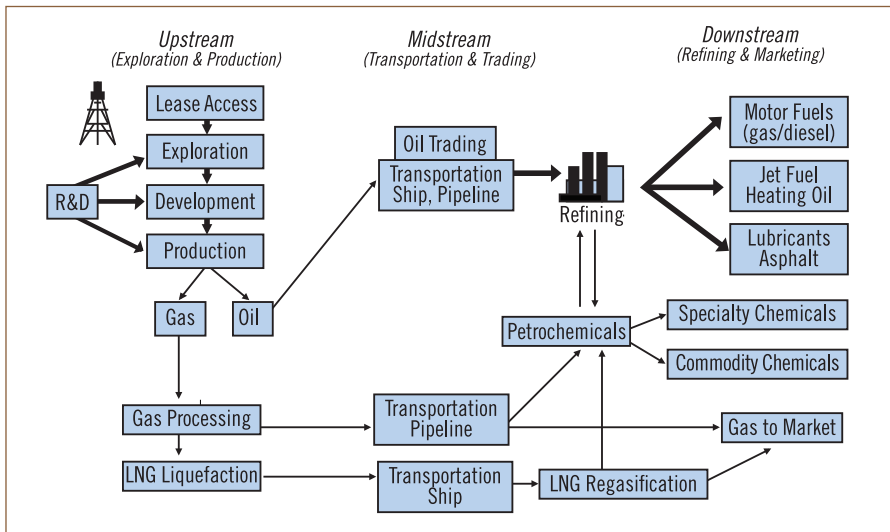 Upstream
(Exploration & Production)
Midstream
(Transportation & Trading)
Downstream
(Refining & Marketing)
Lease Access
Exploration
R&D
Development
Production
Gas
Oil
Oil Trading
Transportation
Ship, Pipeline
Refining
Motor Fuels
(gas/diesel)
Jet Fuel
Heating Oil
Lubricants
Asphalt
Petrochemicals
Specialty Chemicals
Commodity Chemicals
Gas Processing
Transportation
Pipeline
Gas to Market
LNG Liquefaction
Transportation
Ship
LNG Regasification